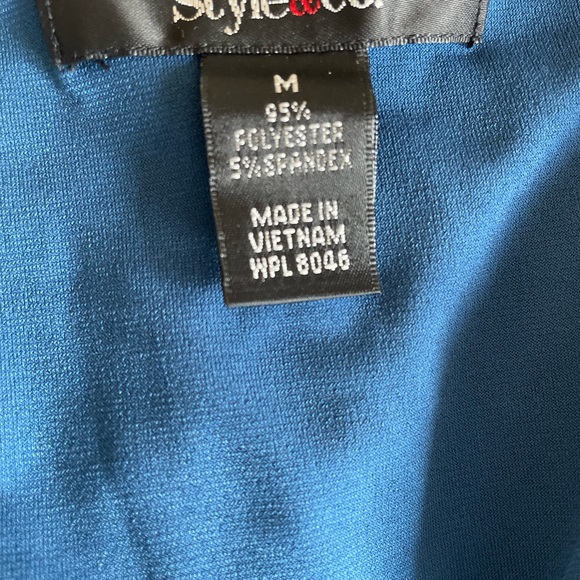 Style&co.
M
95%
POLYESTER
5%SPANDEX
MADE IN
VIETNAM
WPL 8046